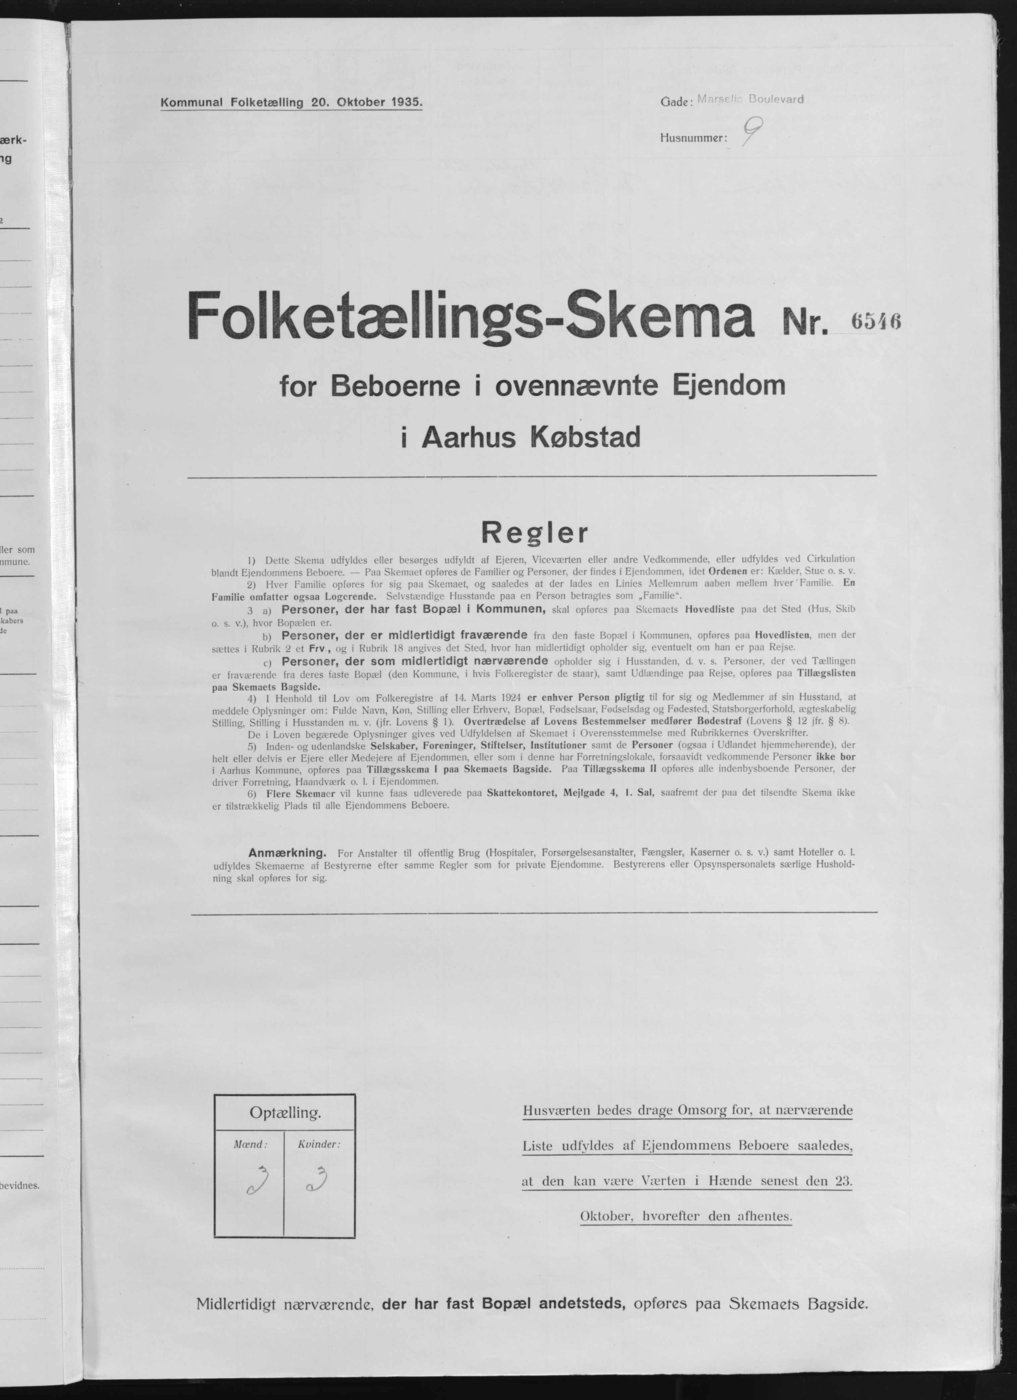 Kommunal Folketælling 20. Oktober 1935.
Gade: Marselis Boulevard
Husnummer: 9
Folketællings-Skema Nr. 6546
for Beboerne i ovennævnte Ejendom
i Aarhus Købstad
Regler
1) Dette Skema udfyldes eller besørges udfyldt af Ejeren, Viceværten eller andre Vedkommende, eller udfyldes ved Cirkulation
blandt Ejendommens Beboere. — Paa Skemaet opføres de Familier og Personer, der findes i Ejendommen, idet Ordenen er: Kælder, Stue o. s. v.
2) Hver Familie opføres for sig paa Skemaet, og saaledes at der lades en Linies Mellemrum aaben mellem hver Familie. En
Familie omfatter ogsaa Logerende. Selvstændige Husstande paa en Person betragtes som „Familie“.
3 a) Personer, der har fast Bopæl i Kommunen, skal opføres paa Skemaets Hovedliste paa det Sted (Hus, Skib
o. s. v.), hvor Bopælen er.
b) Personer, der er midlertidigt fraværende fra den faste Bopæl i Kommunen, opføres paa Hovedlisten, men der
sættes i Rubrik 2 et Frv., og i Rubrik 18 angives det Sted, hvor han midlertidigt opholder sig, eventuelt om han er paa Rejse.
c) Personer, der som midlertidigt nærværende opholder sig i Husstanden, d. v. s. Personer, der ved Tællingen
er fraværende fra deres faste Bopæl (den Kommune, i hvis Folkeregister de staar), samt Udlændinge paa Rejse, opføres paa Tillægslisten
paa Skemaets Bagside.
4) I Henhold til Lov om Folkeregistre af 14. Marts 1924 er enhver Person pligtig til for sig og Medlemmer af sin Husstand, at
meddele Oplysninger om: Fulde Navn, Køn, Stilling eller Erhverv, Bopæl, Fødselsaar, Fødselsdag og Fødested, Statsborgerforhold, ægteskabelig
Stilling, Stilling i Husstanden m. v. (jfr. Lovens § 1). Overtrædelse af Lovens Bestemmelser medfører Bødestraf (Lovens § 12 jfr. § 8).
De i Loven begærede Oplysninger gives ved Udfyldelsen af Skemaet i Overensstemmelse med Rubrikkernes Overskrifter.
5) Inden- og udenlandske Selskaber, Foreninger, Stiftelser, Institutioner samt de Personer (ogsaa i Udlandet hjemmehørende), der
helt eller delvis er Ejere eller Medejere af Ejendommen, eller som i denne har Forretningslokale, forsaavidt vedkommende Personer ikke bor
i Aarhus Kommune, opføres paa Tillægsskema I paa Skemaets Bagside. Paa Tillægsskema II opføres alle indenbysboende Personer, der
driver Forretning, Haandværk o. l. i Ejendommen.
6) Flere Skemaer vil kunne faas udleverede paa Skattekontoret, Mejlgade 4, 1. Sal, saafremt der paa det tilsendte Skema ikke
er tilstrækkelig Plads til alle Ejendommens Beboere.
Anmærkning. For Anstalter til offentlig Brug (Hospitaler, Forsørgelsesanstalter, Fængsler, Kaserner o. s. v.) samt Hoteller o. l.
udfyldes Skemaerne af Bestyrerne efter samme Regler som for private Ejendomme. Bestyrerens eller Opsynspersonalets særlige Hushold-
ning skal opføres for sig.
Optælling.
Mænd: Kvinder:
3 3
Husværten bedes drage Omsorg for, at nærværende
Liste udfyldes af Ejendommens Beboere saaledes,
at den kan være Værten i Hænde senest den 23.
Oktober, hvorefter den afhentes.
Midlertidigt nærværende, der har fast Bopæl andetsteds, opføres paa Skemaets Bagside.